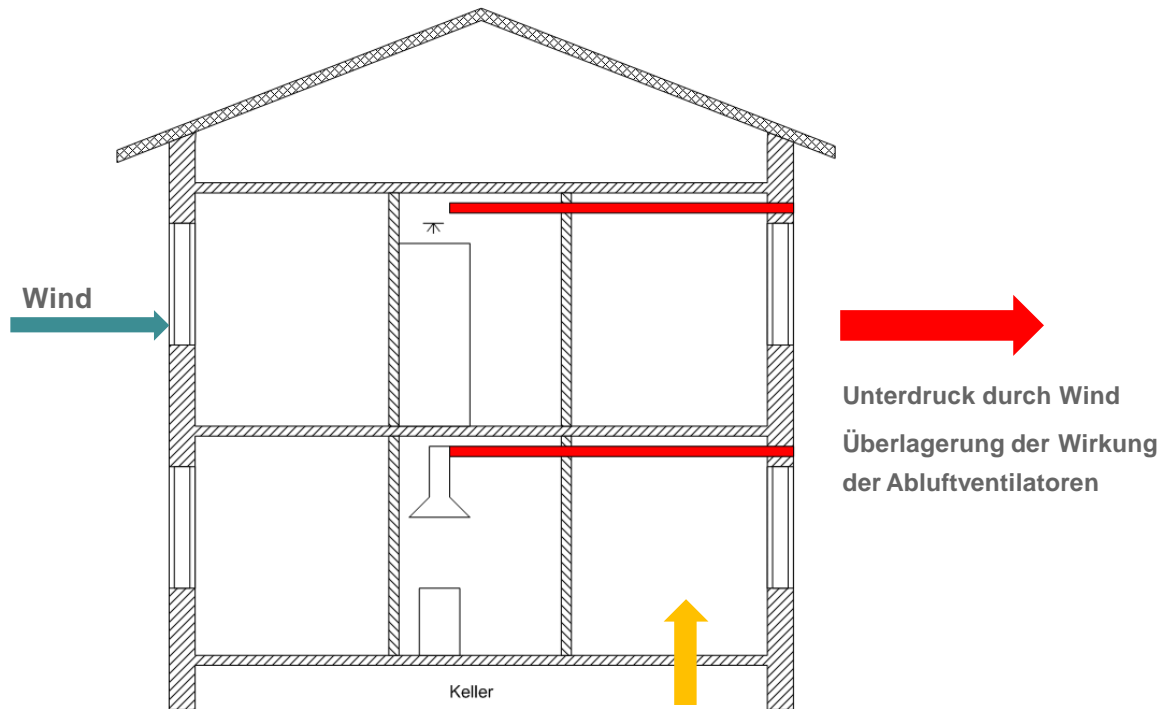 Wind
Unterdruck durch Wind
Überlagerung der Wirkung
der Abluftventilatoren
Keller